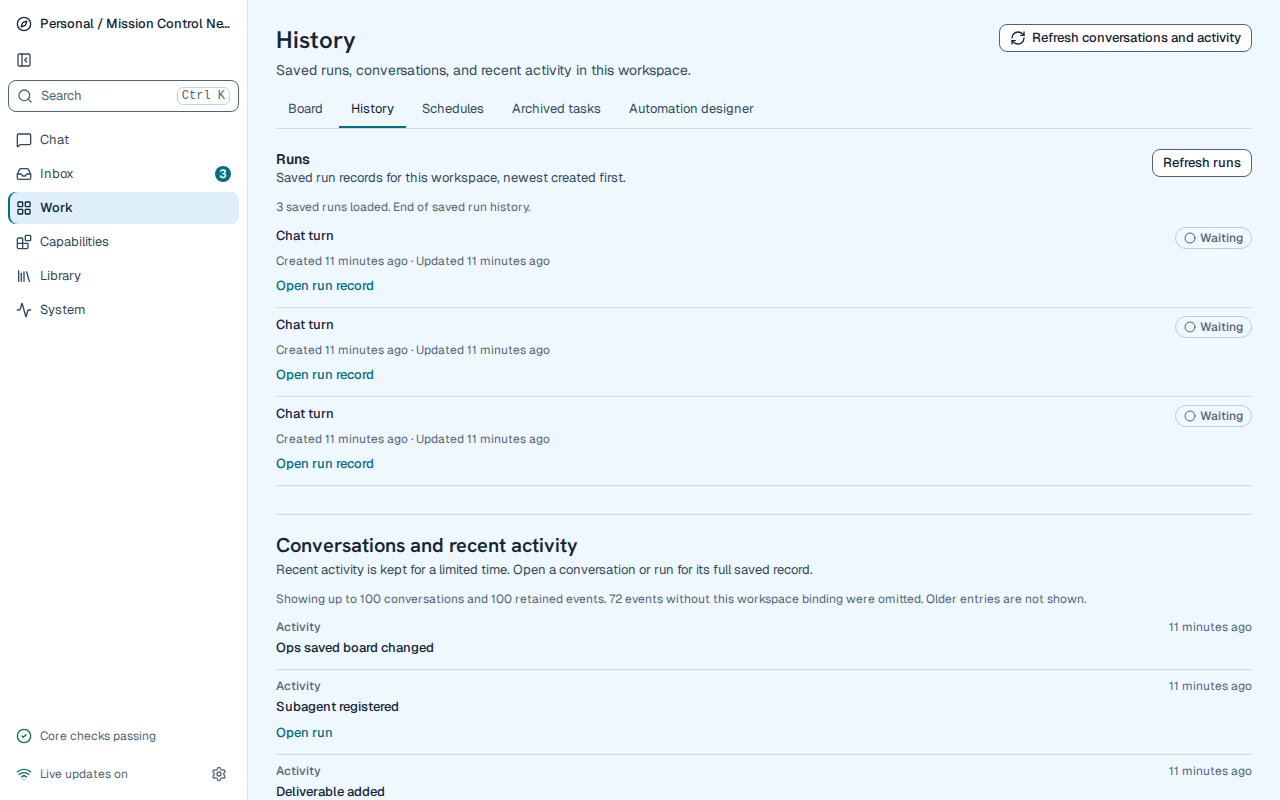 Personal / Mission Control Ne...
Search
Ctrl K
Chat
Inbox
3
Work
Capabilities
Library
System
Core checks passing
Live updates on
History
Refresh conversations and activity
Saved runs, conversations, and recent activity in this workspace.
Board
History
Schedules
Archived tasks
Automation designer
Runs
Refresh runs
Saved run records for this workspace, newest created first.
3 saved runs loaded. End of saved run history.
Chat turn
Waiting
Created 11 minutes ago · Updated 11 minutes ago
Open run record
Chat turn
Waiting
Created 11 minutes ago · Updated 11 minutes ago
Open run record
Chat turn
Waiting
Created 11 minutes ago · Updated 11 minutes ago
Open run record
Conversations and recent activity
Recent activity is kept for a limited time. Open a conversation or run for its full saved record.
Showing up to 100 conversations and 100 retained events. 72 events without this workspace binding were omitted. Older entries are not shown.
Activity
11 minutes ago
Ops saved board changed
Activity
11 minutes ago
Subagent registered
Open run
Activity
11 minutes ago
Deliverable added